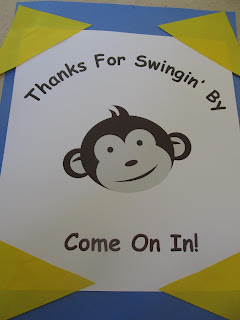 Thanks For Swingin' By
Come On In!